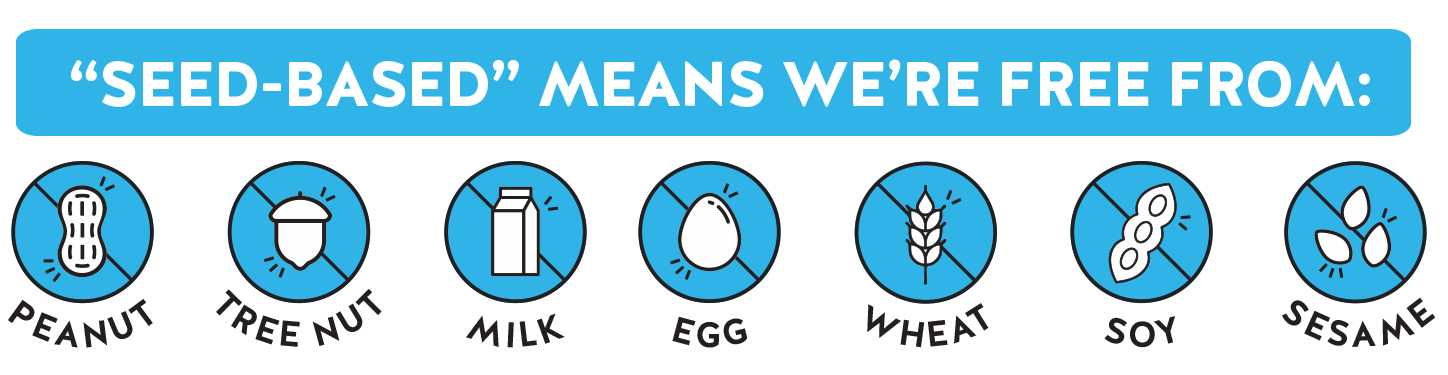 “SEED-BASED” MEANS WE’RE FREE FROM:
PEANUT
TREE NUT
MILK
EGG
WHEAT
SOY
SESAME